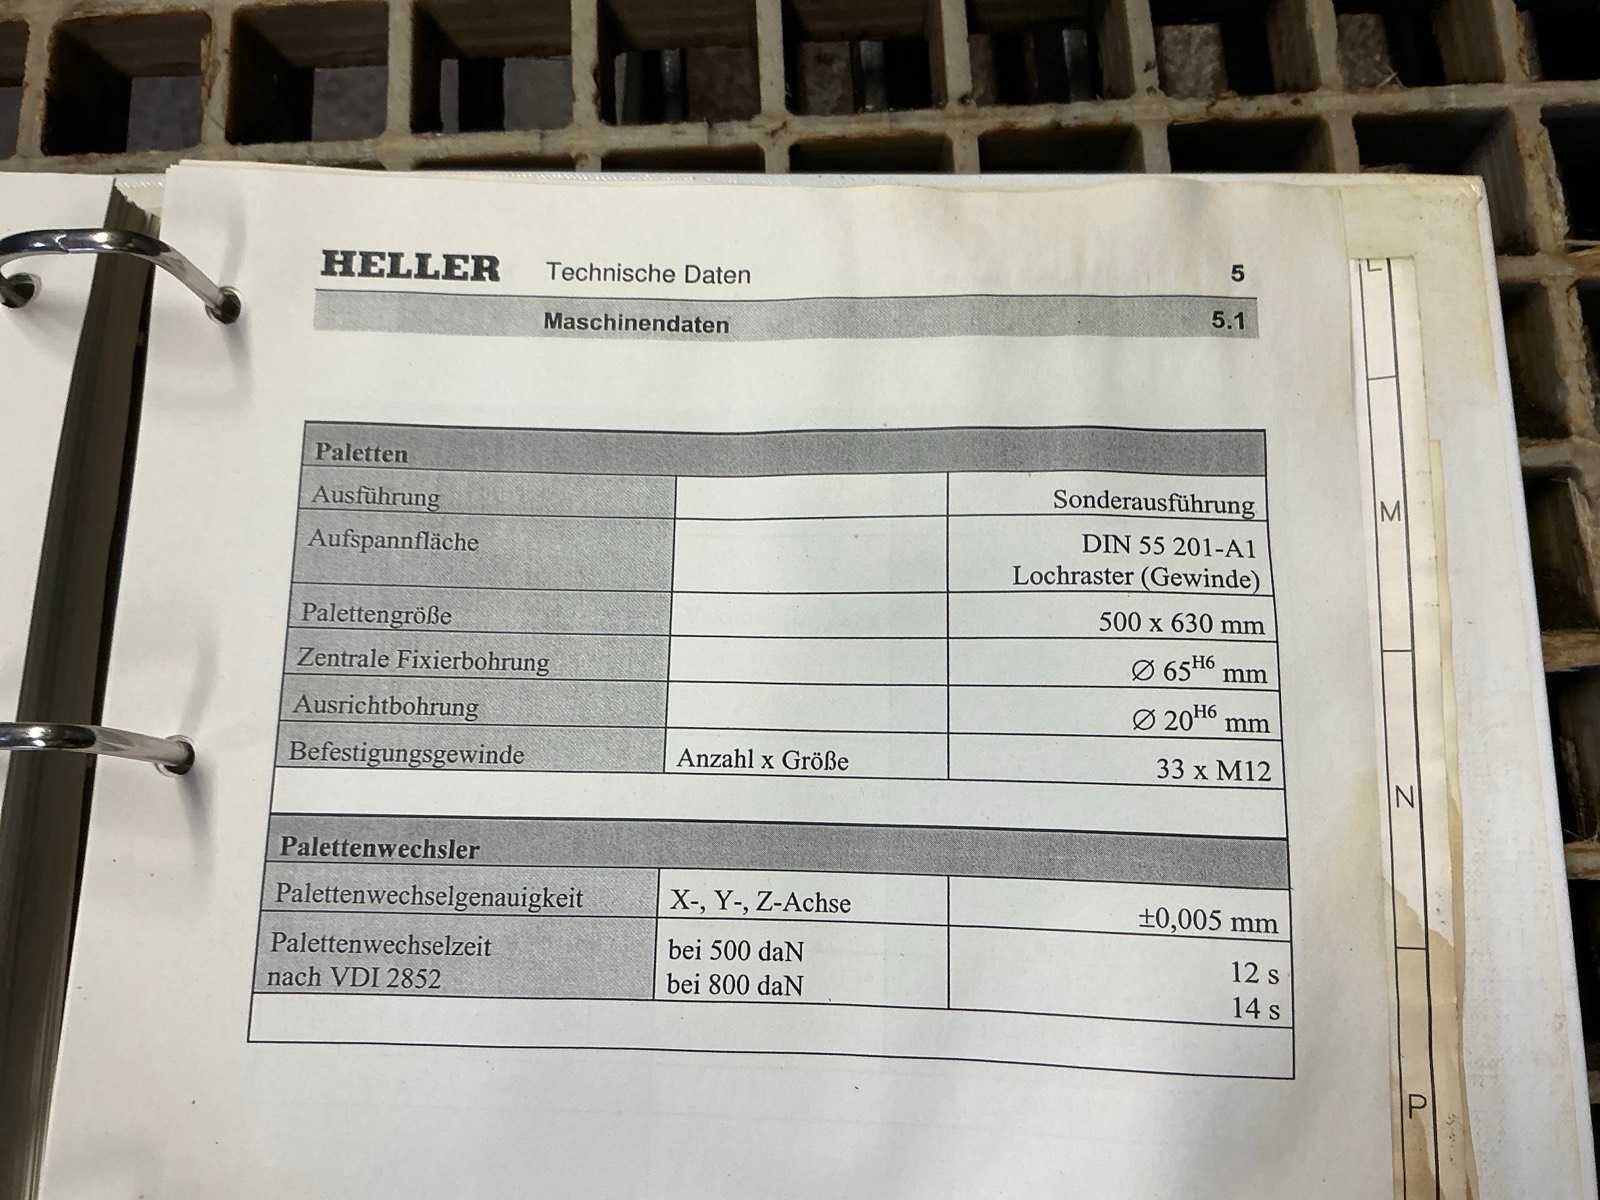 HELLER Technische Daten 5
Maschinendaten 5.1
Paletten
Ausführung Sonderausführung
Aufspannfläche DIN 55 201-A1
Lochraster (Gewinde)
Palettengröße 500 x 630 mm
Zentrale Fixierbohrung Ø 65H6 mm
Ausrichtbohrung Ø 20H6 mm
Befestigungsgewinde Anzahl x Größe 33 x M12
Palettenwechsler
Palettenwechselgenauigkeit X-, Y-, Z-Achse ±0,005 mm
Palettenwechselzeit bei 500 daN 12 s
nach VDI 2852 bei 800 daN 14 s
L
M
N
P